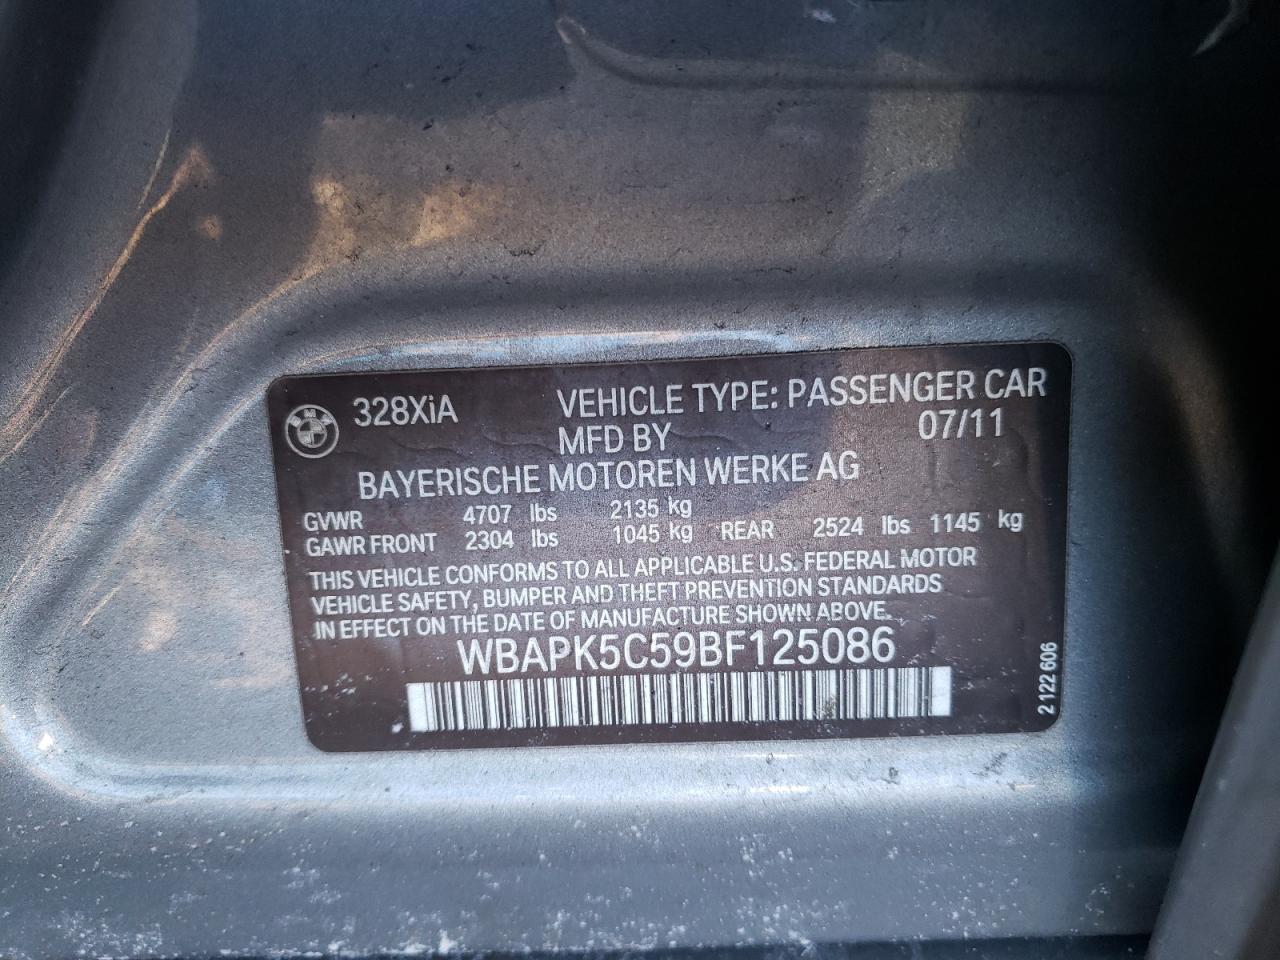 BMW
328XiA VEHICLE TYPE: PASSENGER CAR
MFD BY 07/11
BAYERISCHE MOTOREN WERKE AG
GVWR 4707 lbs 2135 kg
GAWR FRONT 2304 lbs 1045 kg REAR 2524 lbs 1145 kg
THIS VEHICLE CONFORMS TO ALL APPLICABLE U.S. FEDERAL MOTOR
VEHICLE SAFETY, BUMPER AND THEFT PREVENTION STANDARDS
IN EFFECT ON THE DATE OF MANUFACTURE SHOWN ABOVE.
WBAPK5C59BF125086
2 122 606